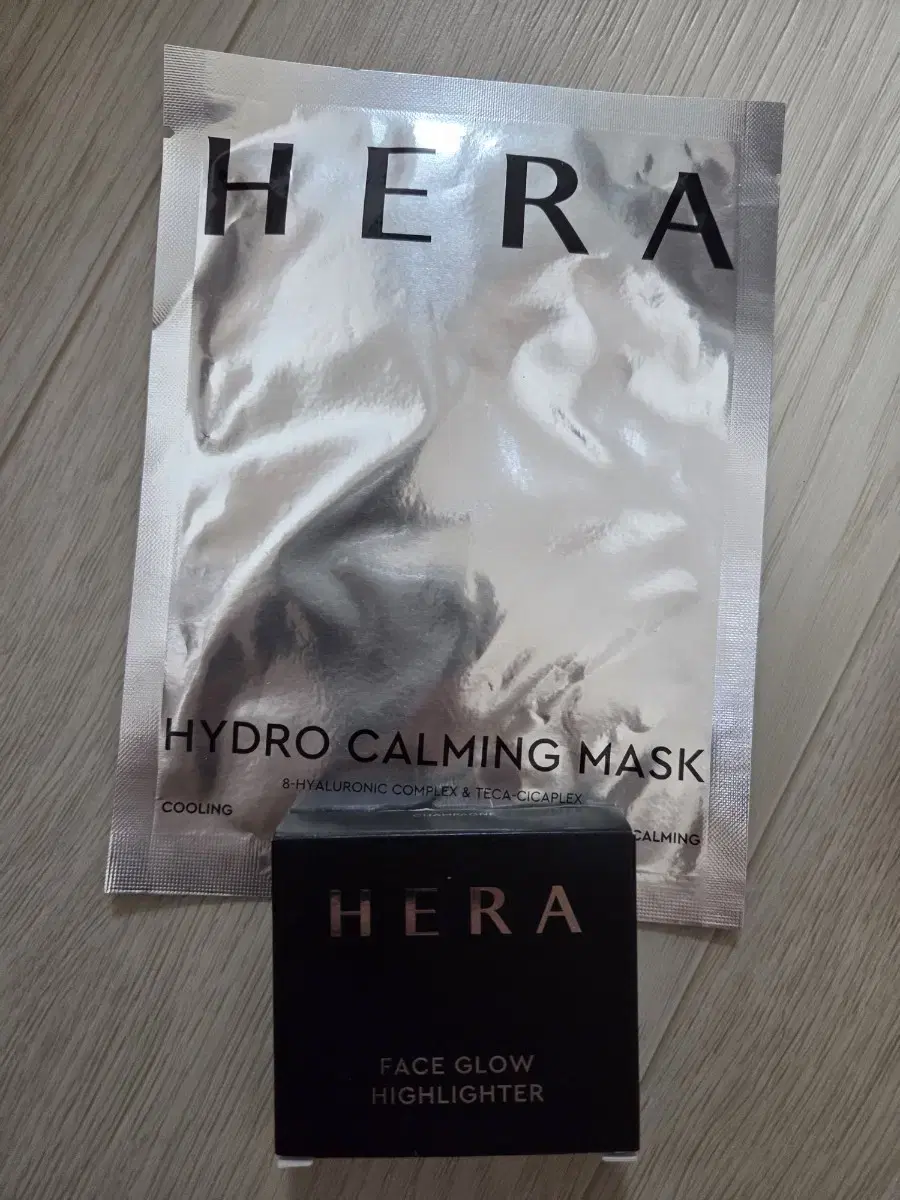 HERA
HYDRO CALMING MASK
8-HYALURONIC COMPLEX & TECA-CICAPLEX
COOLING
CALMING
HERA
FACE GLOW
HIGHLIGHTER